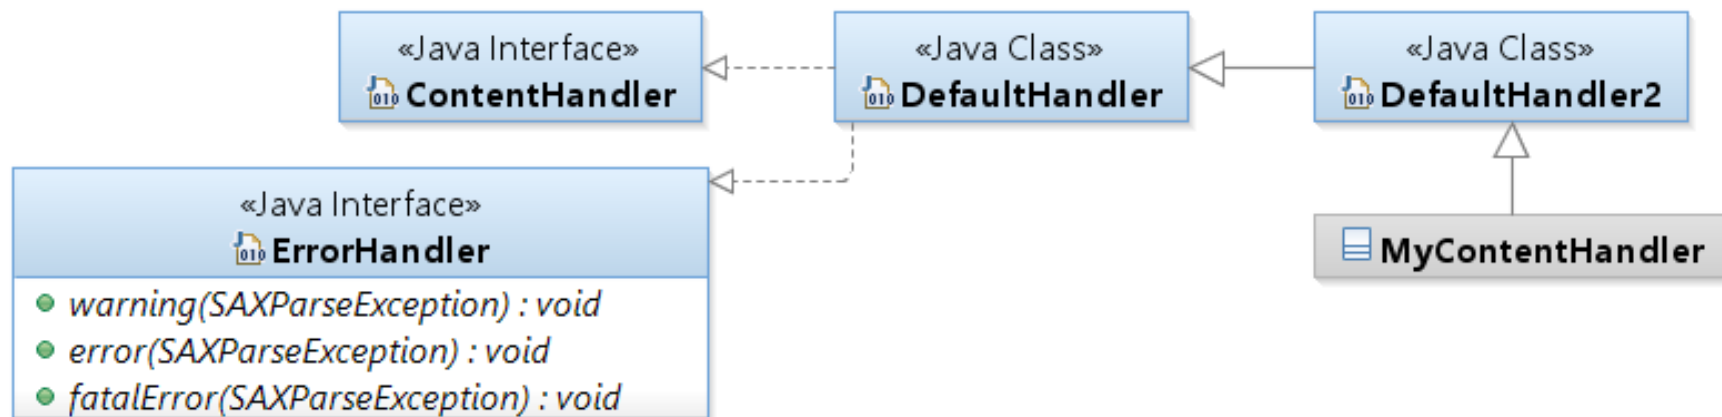 «Java Interface»
ContentHandler
«Java Class»
DefaultHandler
«Java Class»
DefaultHandler2
«Java Interface»
ErrorHandler
warning(SAXParseException) : void
error(SAXParseException) : void
fatalError(SAXParseException) : void
MyContentHandler